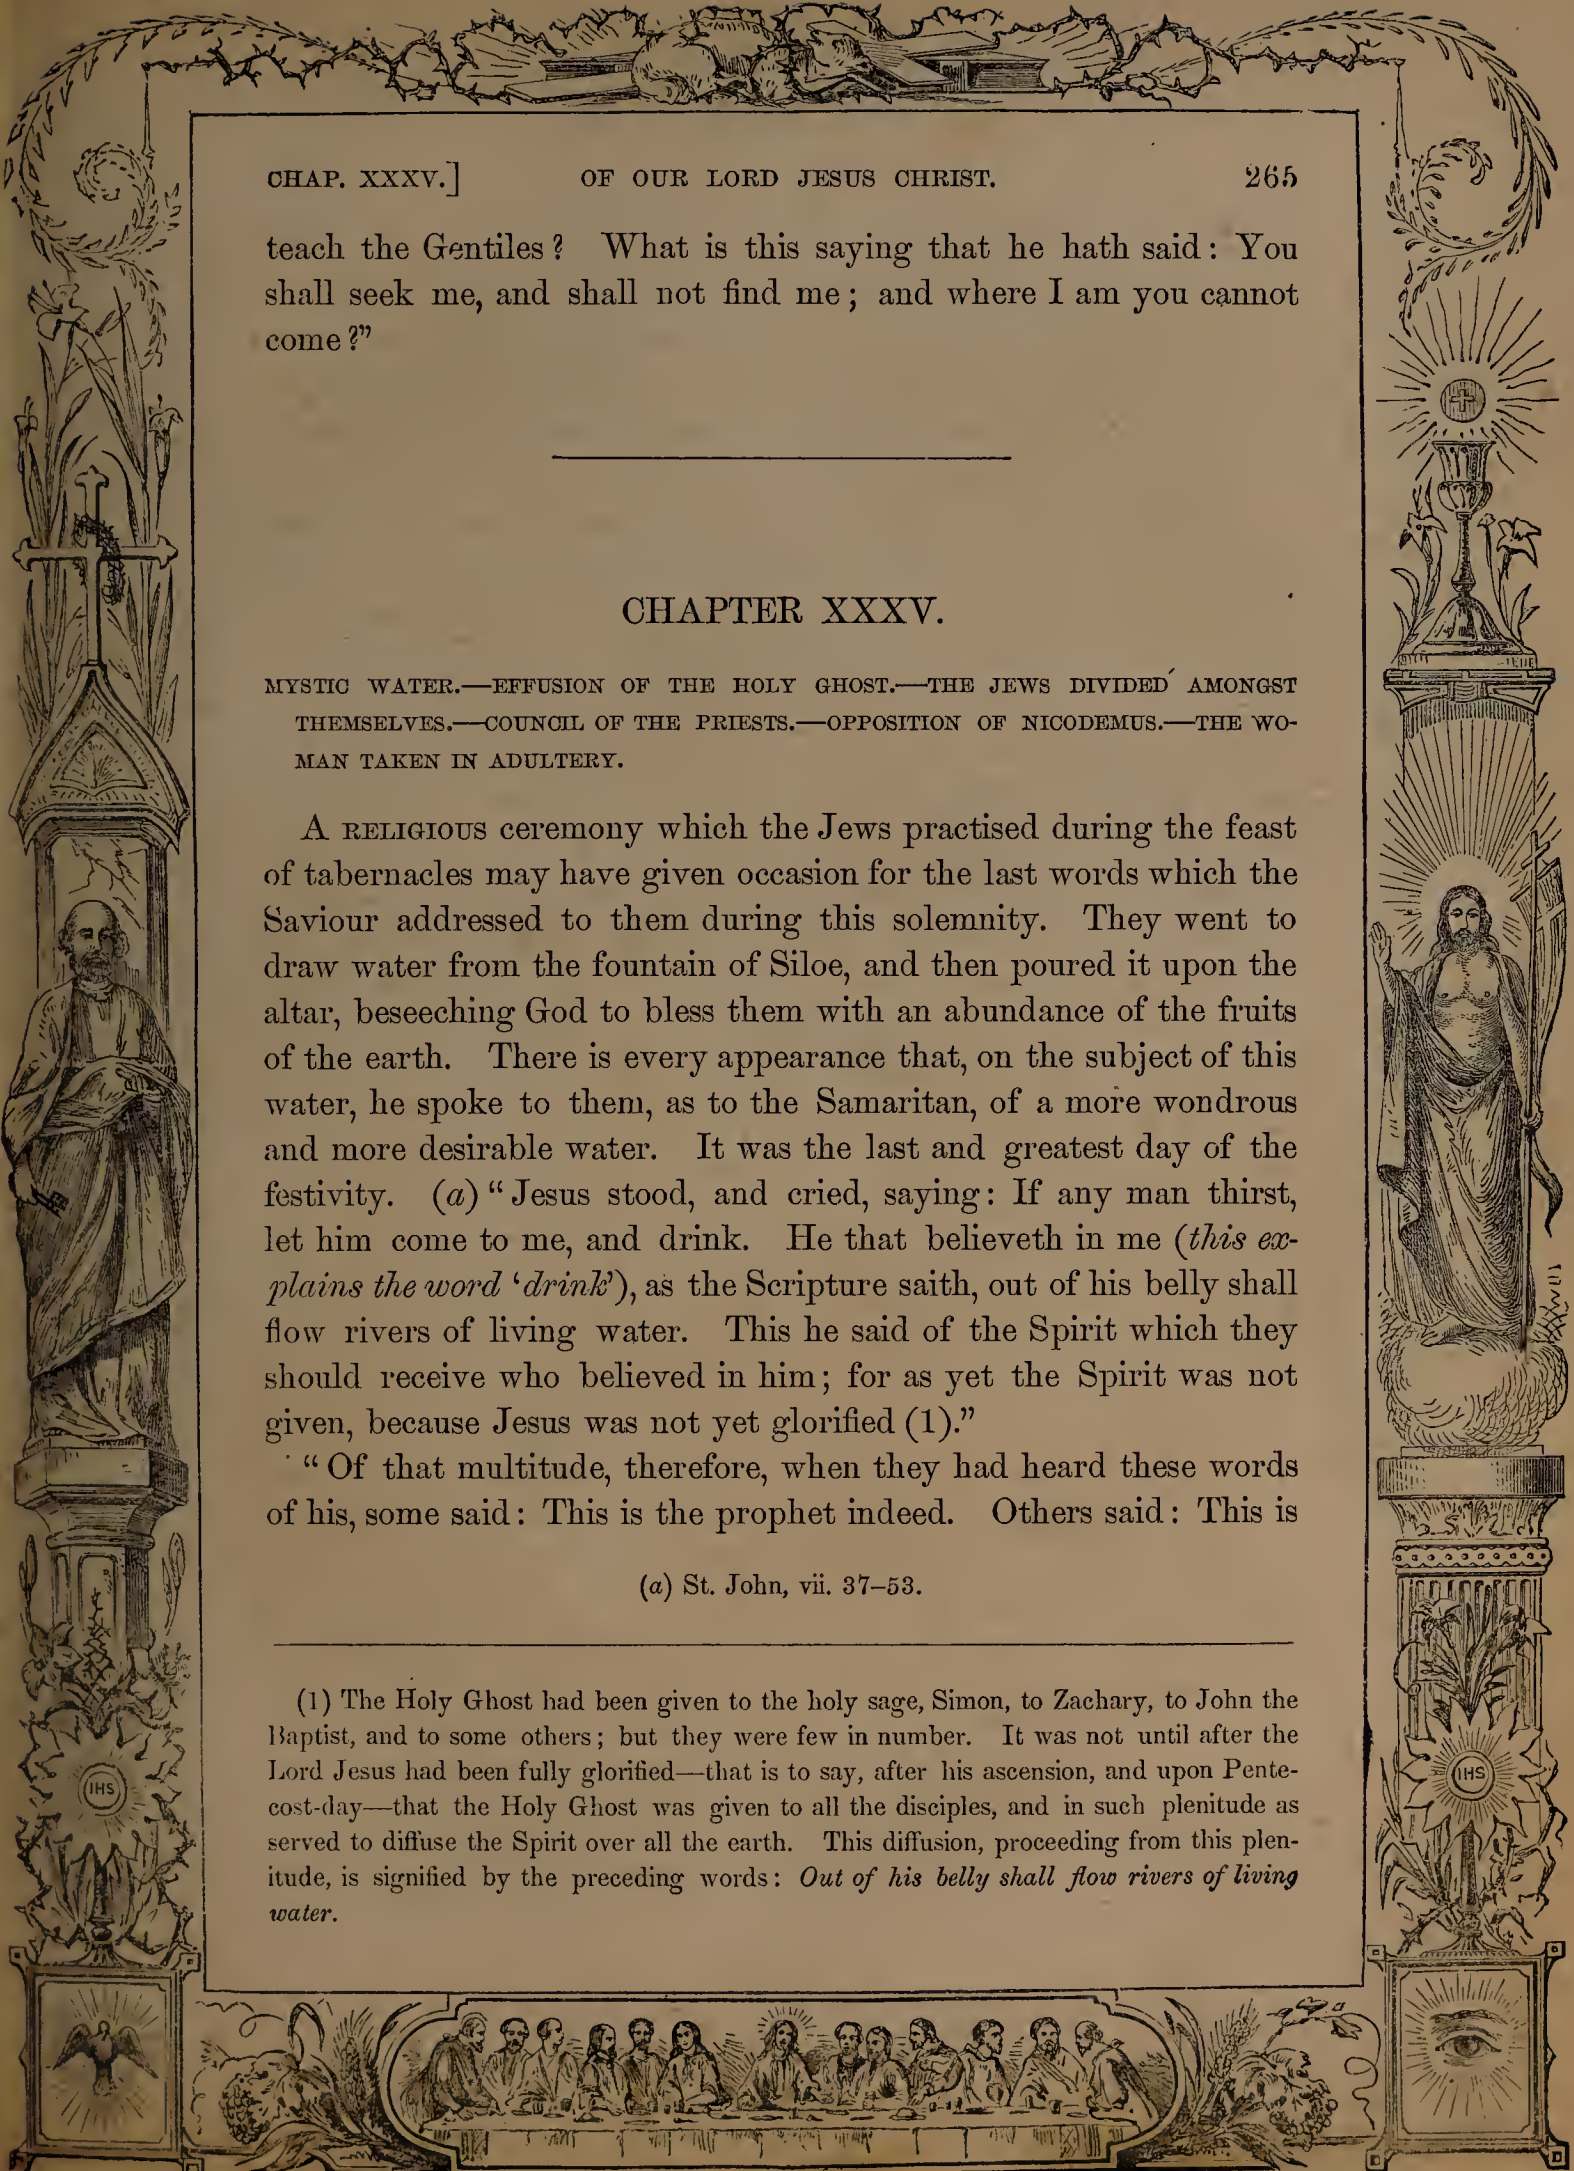 CHAP. XXXV.] OF OUR LORD JESUS CHRIST. 265
teach the Gentiles? What is this saying that he hath said: You
shall seek me, and shall not find me; and where I am you cannot
come?”
CHAPTER XXXV.
MYSTIC WATER.—EFFUSION OF THE HOLY GHOST.—THE JEWS DIVIDED AMONGST
THEMSELVES.—COUNCIL OF THE PRIESTS.—OPPOSITION OF NICODEMUS.—THE WO-
MAN TAKEN IN ADULTERY.
A RELIGIOUS ceremony which the Jews practised during the feast
of tabernacles may have given occasion for the last words which the
Saviour addressed to them during this solemnity. They went to
draw water from the fountain of Siloe, and then poured it upon the
altar, beseeching God to bless them with an abundance of the fruits
of the earth. There is every appearance that, on the subject of this
water, he spoke to them, as to the Samaritan, of a more wondrous
and more desirable water. It was the last and greatest day of the
festivity. (a) “Jesus stood, and cried, saying: If any man thirst,
let him come to me, and drink. He that believeth in me (this ex-
plains the word ‘drink’), as the Scripture saith, out of his belly shall
flow rivers of living water. This he said of the Spirit which they
should receive who believed in him; for as yet the Spirit was not
given, because Jesus was not yet glorified (1).”
“Of that multitude, therefore, when they had heard these words
of his, some said: This is the prophet indeed. Others said: This is
(a) St. John, vii. 37–53.
(1) The Holy Ghost had been given to the holy sage, Simon, to Zachary, to John the
Baptist, and to some others; but they were few in number. It was not until after the
Lord Jesus had been fully glorified—that is to say, after his ascension, and upon Pente-
cost-day—that the Holy Ghost was given to all the disciples, and in such plenitude as
served to diffuse the Spirit over all the earth. This diffusion, proceeding from this plen-
itude, is signified by the preceding words: Out of his belly shall flow rivers of living
water.
IHS
IHS